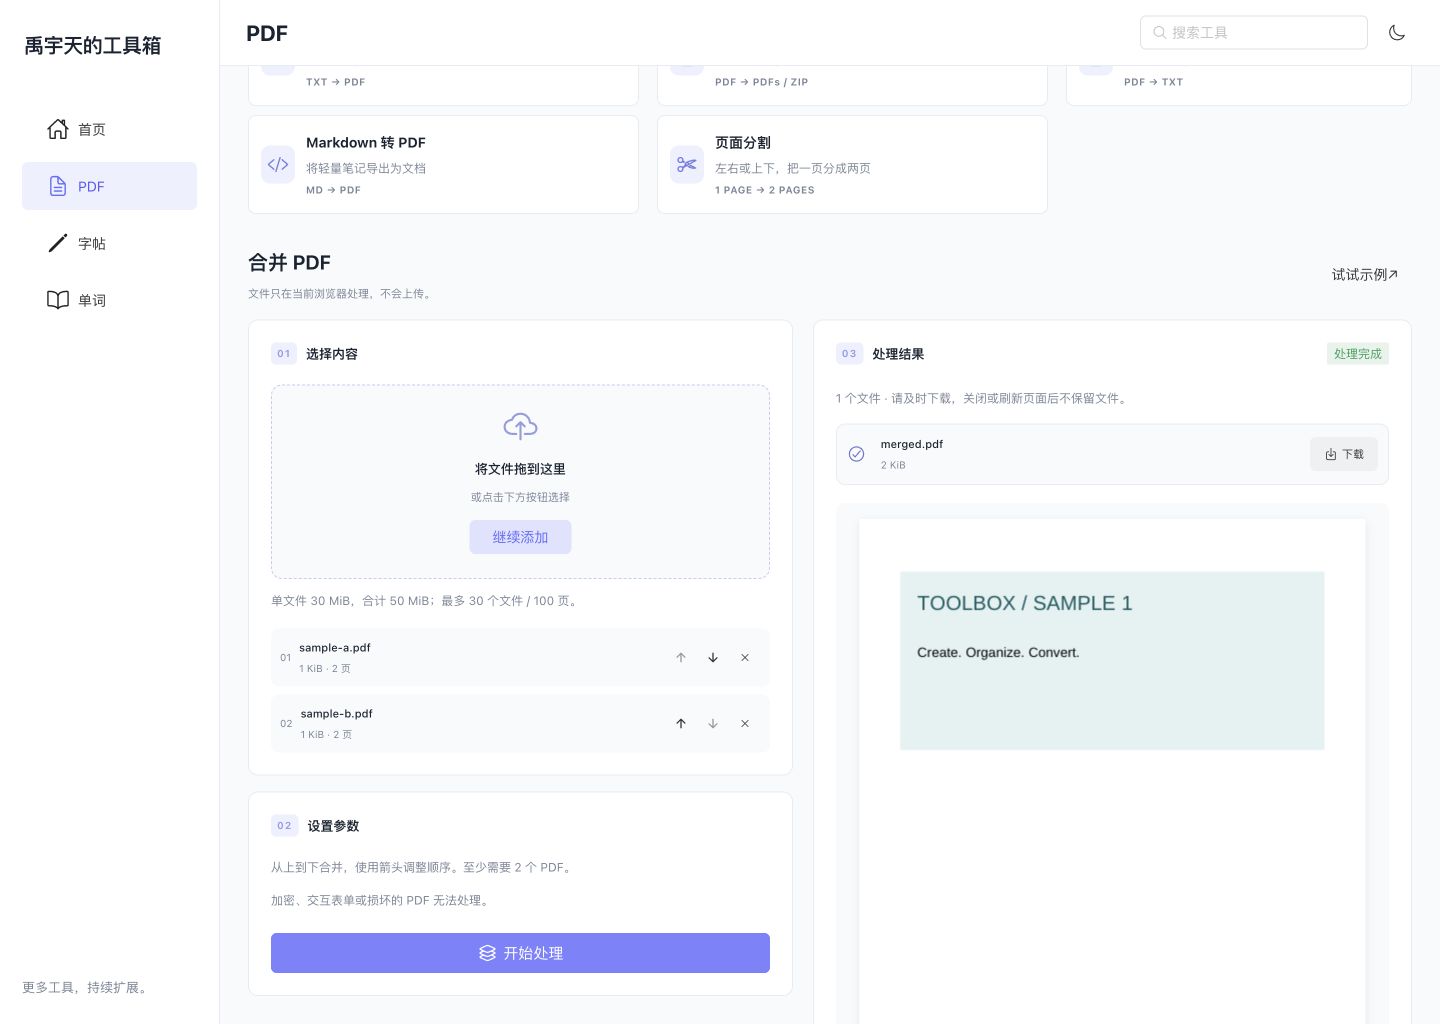 禹宇天的工具箱
首页
PDF
字帖
单词
更多工具，持续扩展。
PDF
搜索工具
TXT → PDF
PDF → PDFs / ZIP
PDF → TXT
Markdown 转 PDF
将轻量笔记导出为文档
MD → PDF
页面分割
左右或上下，把一页分成两页
1 PAGE → 2 PAGES
合并 PDF
文件只在当前浏览器处理，不会上传。
试试示例↗
01 选择内容
将文件拖到这里
或点击下方按钮选择
继续添加
单文件 30 MiB，合计 50 MiB；最多 30 个文件 / 100 页。
01 sample-a.pdf
1 KiB · 2 页
02 sample-b.pdf
1 KiB · 2 页
02 设置参数
从上到下合并，使用箭头调整顺序。至少需要 2 个 PDF。
加密、交互表单或损坏的 PDF 无法处理。
开始处理
03 处理结果
处理完成
1 个文件 · 请及时下载，关闭或刷新页面后不保留文件。
merged.pdf
2 KiB
下载
TOOLBOX / SAMPLE 1
Create. Organize. Convert.